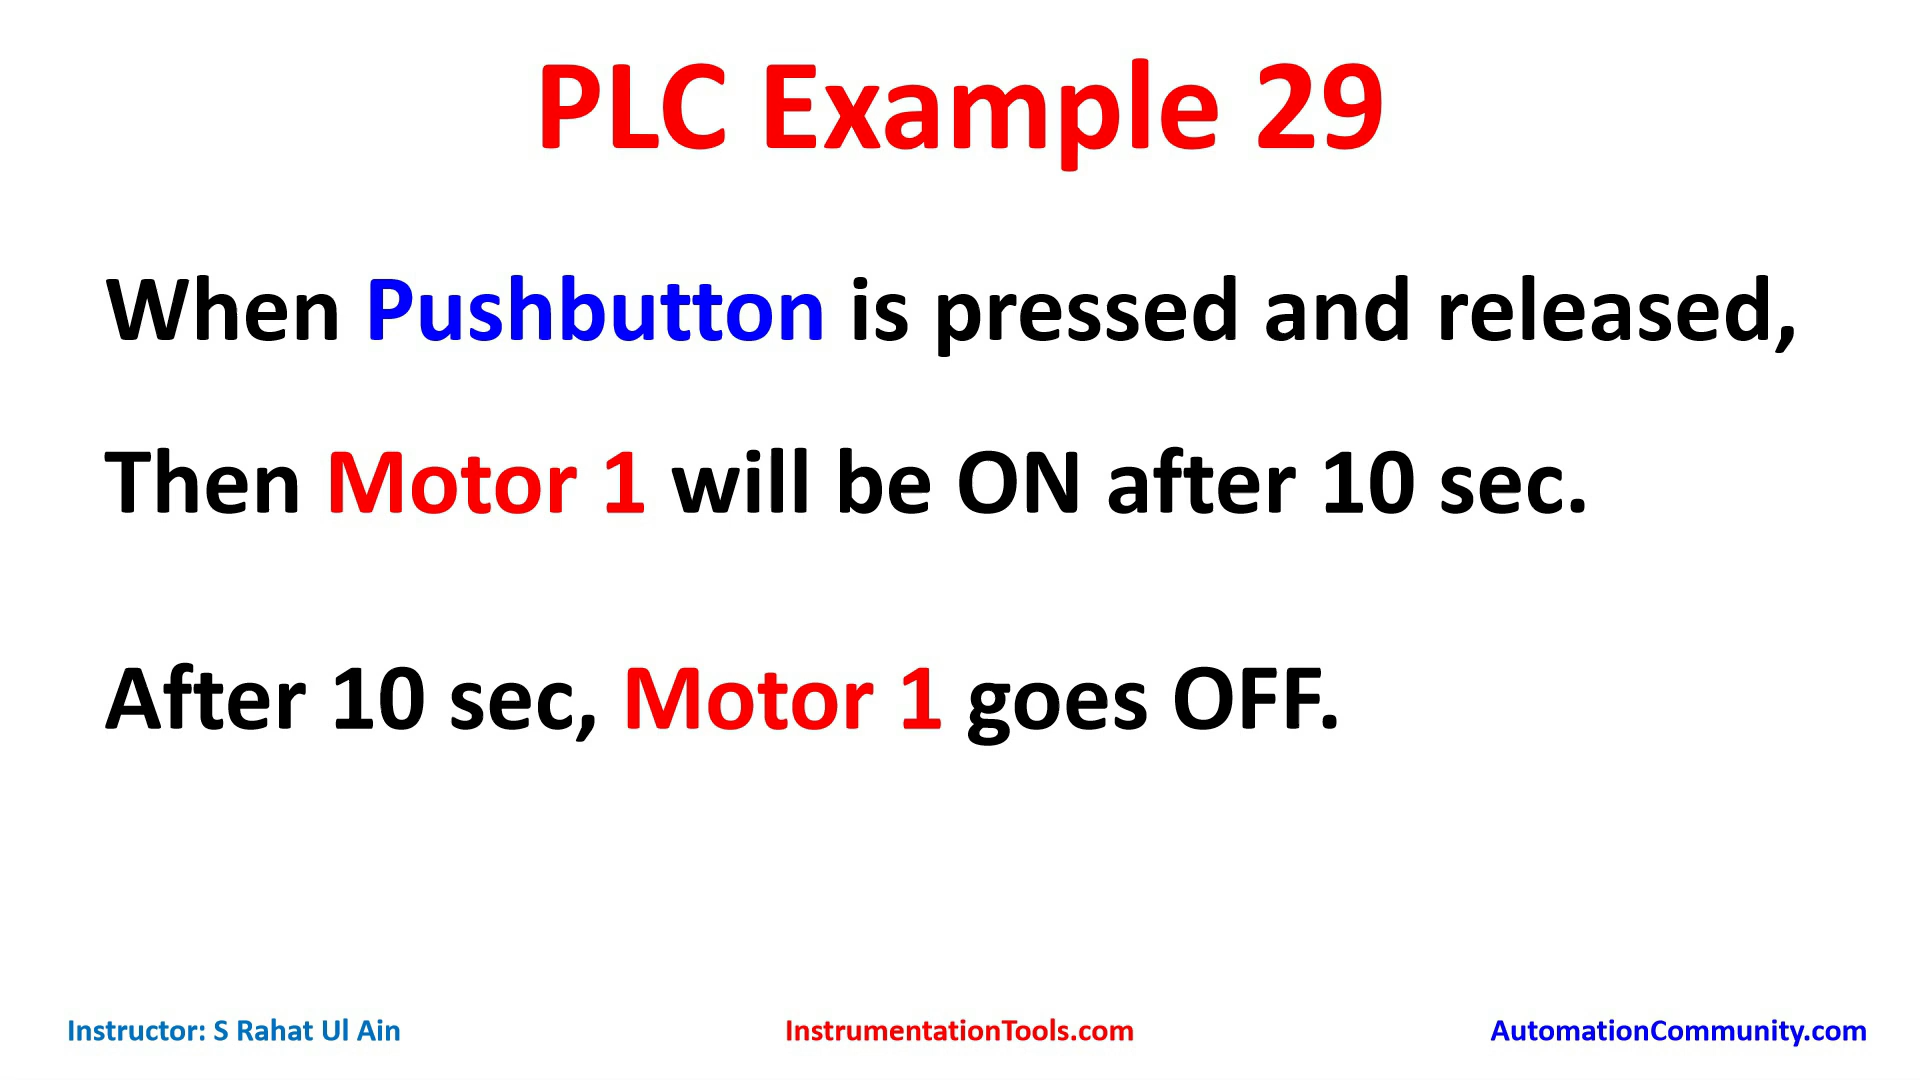 PLC Example 29
When Pushbutton is pressed and released,
Then Motor 1 will be ON after 10 sec.
After 10 sec, Motor 1 goes OFF.
Instructor: S Rahat Ul Ain
InstrumentationTools.com
AutomationCommunity.com